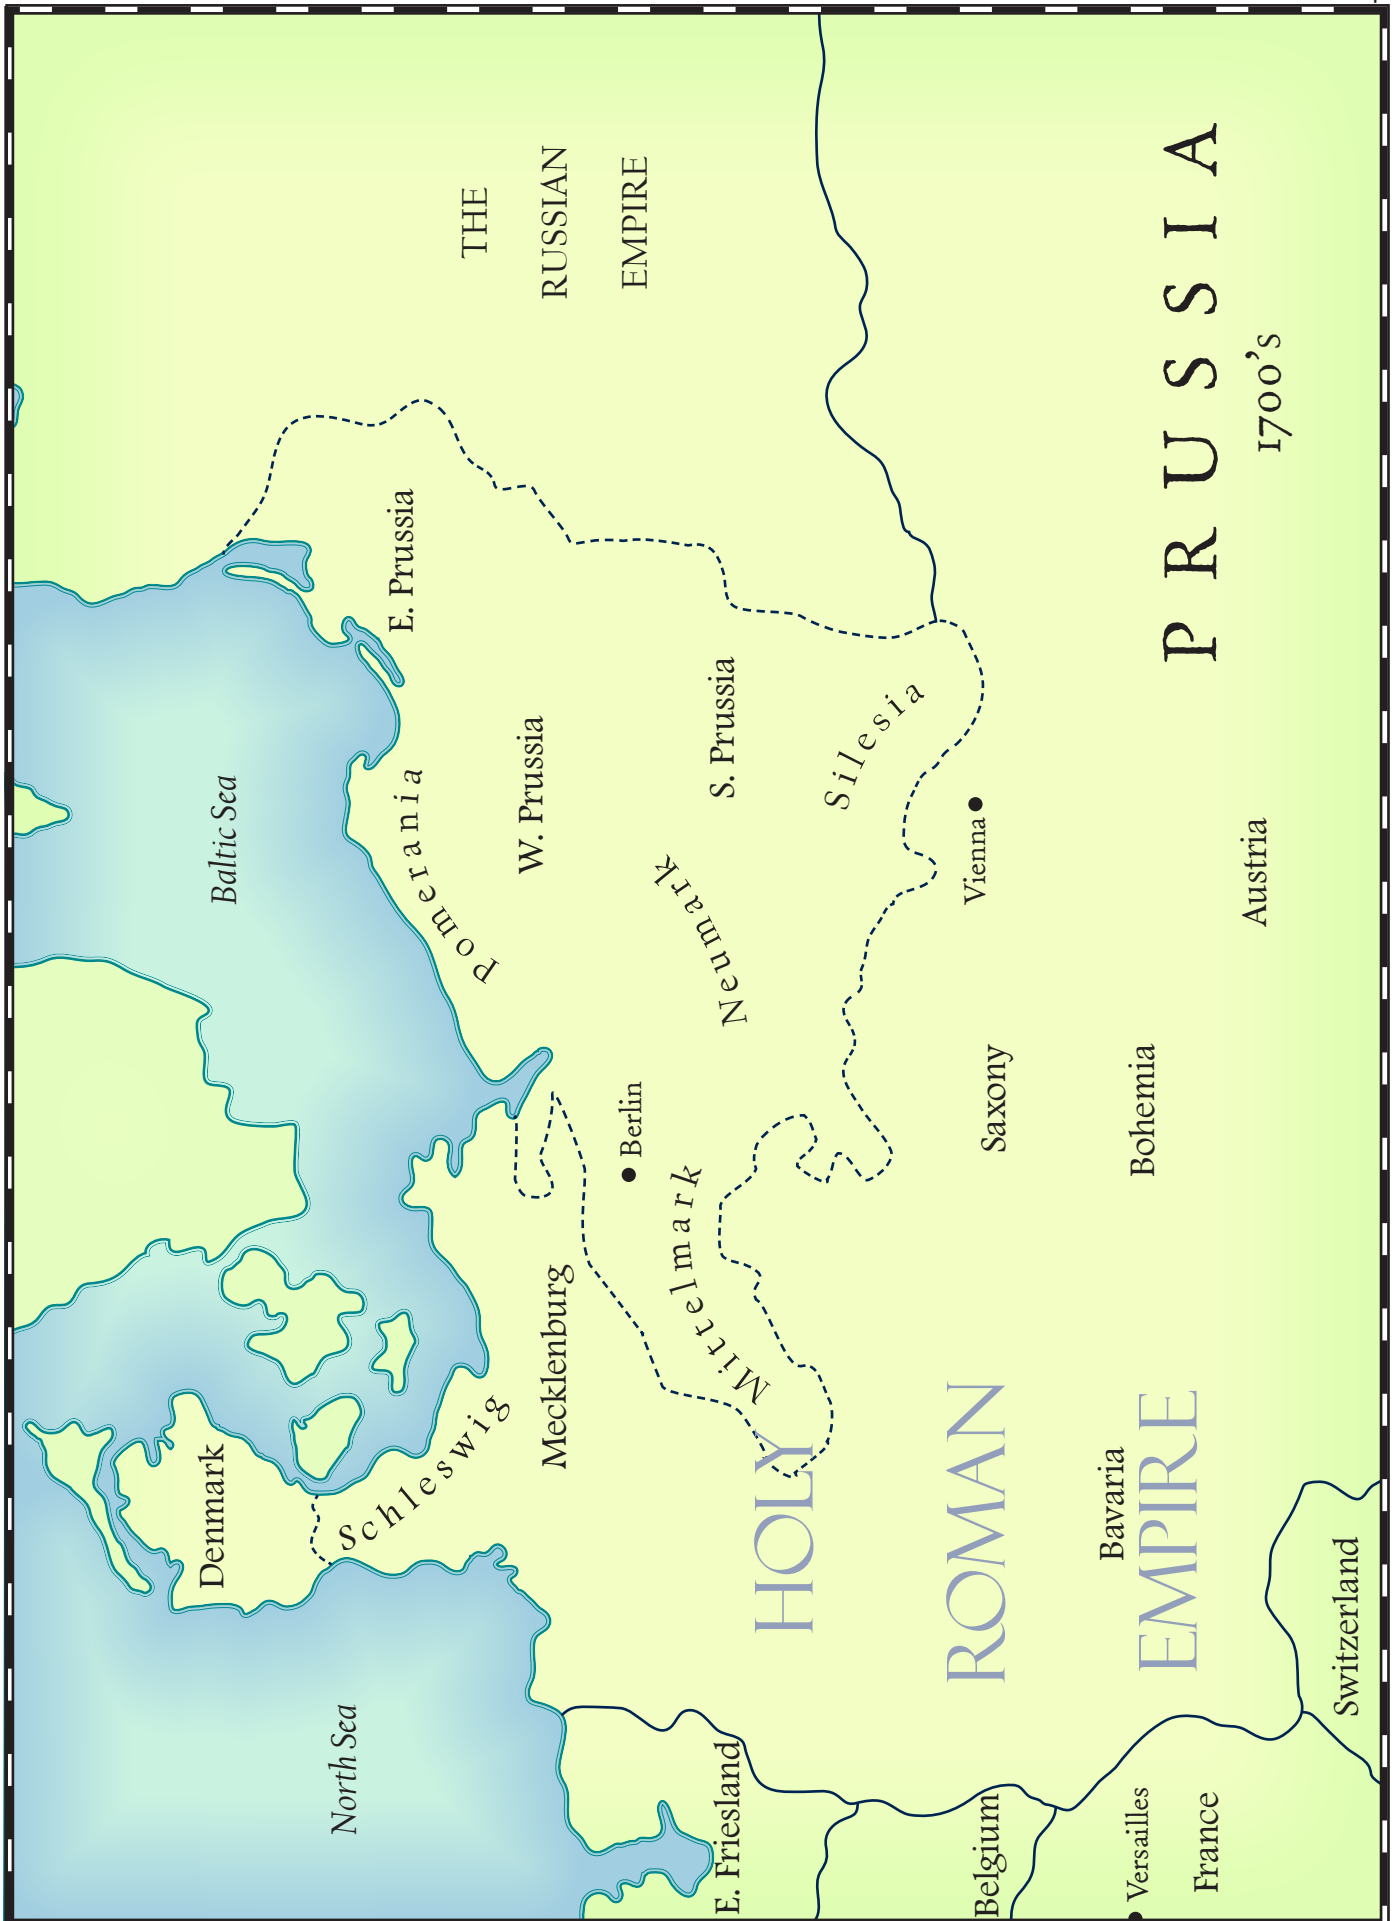 North Sea
Denmark
Baltic Sea
Schleswig
Mecklenburg
Pomerania
E. Prussia
W. Prussia
S. Prussia
THE
RUSSIAN
EMPIRE
Berlin
Mittelmark
Neumark
Silesia
E. Friesland
HOLY
ROMAN
EMPIRE
Saxony
Vienna
Belgium
Bavaria
Bohemia
Austria
Versailles
France
Switzerland
PRUSSIA
1700's